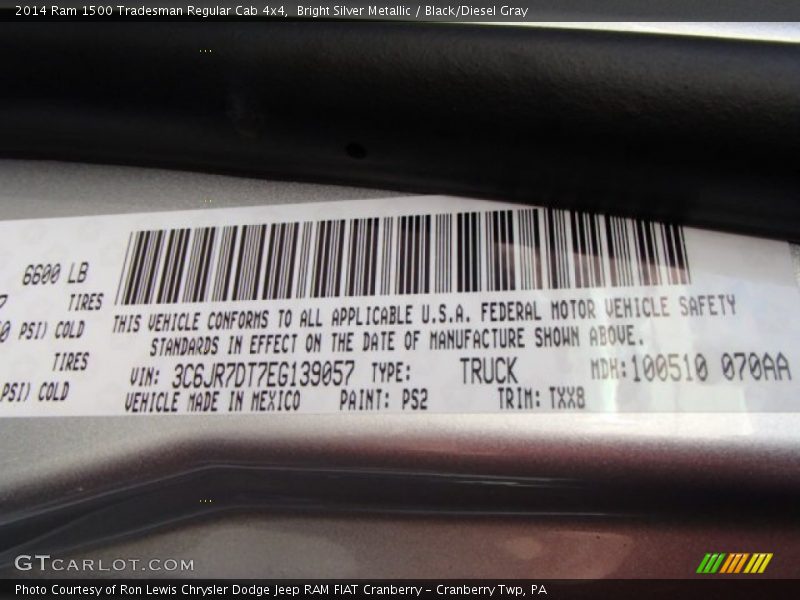 2014 Ram 1500 Tradesman Regular Cab 4x4, Bright Silver Metallic / Black/Diesel Gray
6600 LB
TIRES
PSI) COLD
TIRES
PSI) COLD
THIS VEHICLE CONFORMS TO ALL APPLICABLE U.S.A. FEDERAL MOTOR VEHICLE SAFETY
STANDARDS IN EFFECT ON THE DATE OF MANUFACTURE SHOWN ABOVE.
VIN: 3C6JR7DT7EG139057 TYPE: TRUCK MDH:100510 070AA
VEHICLE MADE IN MEXICO PAINT: PS2 TRIM: TXX8
GTCARLOT.COM
Photo Courtesy of Ron Lewis Chrysler Dodge Jeep RAM FIAT Cranberry – Cranberry Twp, PA